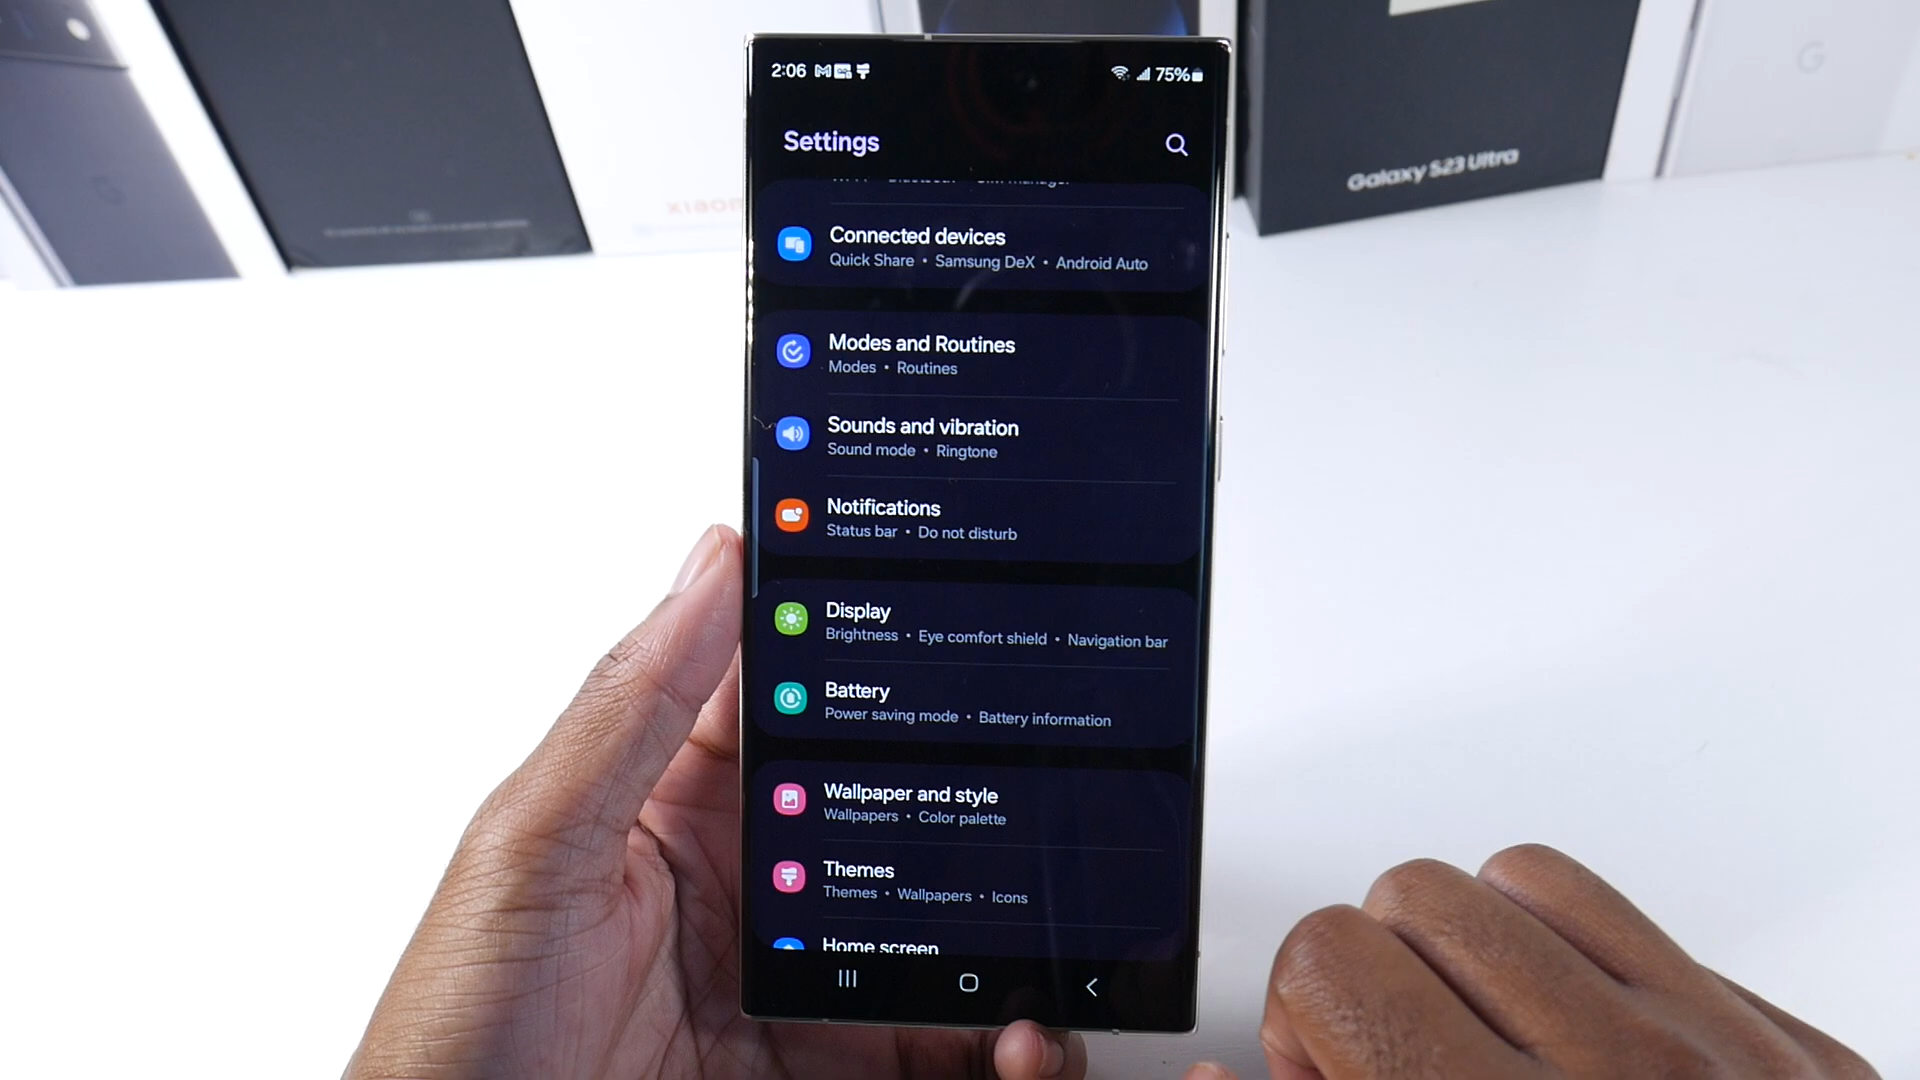 2:06
75%
Settings
Bluetooth • SIM manager
Connected devices
Quick Share • Samsung DeX • Android Auto
Modes and Routines
Modes • Routines
Sounds and vibration
Sound mode • Ringtone
Notifications
Status bar • Do not disturb
Display
Brightness • Eye comfort shield • Navigation bar
Battery
Power saving mode • Battery information
Wallpaper and style
Wallpapers • Color palette
Themes
Themes • Wallpapers • Icons
Home screen
Galaxy S23 Ultra